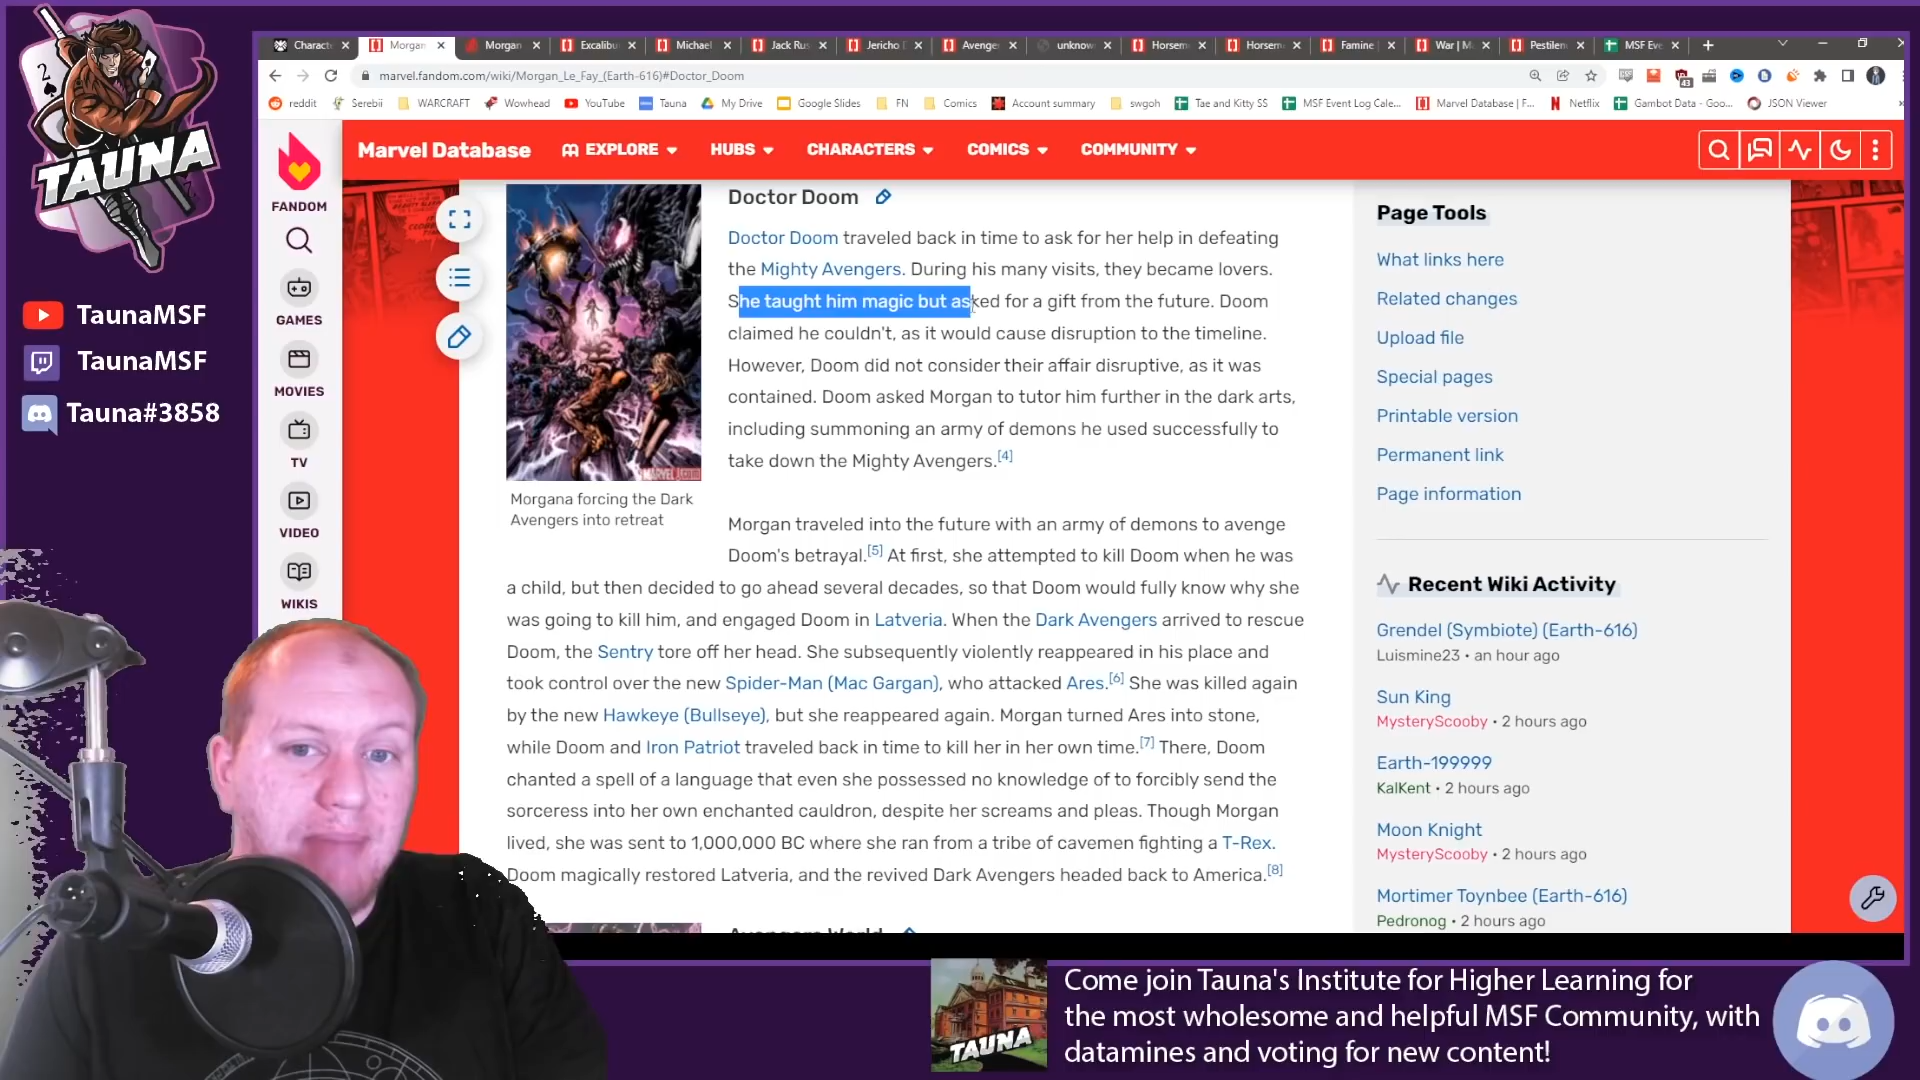 2
TAUNA
TaunaMSF
TaunaMSF
Tauna#3858
Charact
Morgan
Morgan
Excalibu
Michael
Jack Rus
Jericho
Avenge
unknow
Horsem
Horsem
Famine |
War | M
Pestilen
MSF Eve
marvel.fandom.com/wiki/Morgan_Le_Fay_(Earth-616)#Doctor_Doom
43
reddit
Serebii
WARCRAFT
Wowhead
YouTube
Tauna
My Drive
Google Slides
FN
Comics
Account summary
swgoh
Tae and Kitty SS
MSF Event Log Cale...
Marvel Database | F...
Netflix
Gambot Data - Goo...
JSON Viewer
FANDOM
GAMES
MOVIES
TV
VIDEO
WIKIS
Marvel Database
EXPLORE
HUBS
CHARACTERS
COMICS
COMMUNITY
Morgana forcing the Dark
Avengers into retreat
Doctor Doom
Doctor Doom traveled back in time to ask for her help in defeating
the Mighty Avengers. During his many visits, they became lovers.
She taught him magic but asked for a gift from the future. Doom
claimed he couldn't, as it would cause disruption to the timeline.
However, Doom did not consider their affair disruptive, as it was
contained. Doom asked Morgan to tutor him further in the dark arts,
including summoning an army of demons he used successfully to
take down the Mighty Avengers.[4]
Morgan traveled into the future with an army of demons to avenge
Doom's betrayal.[5] At first, she attempted to kill Doom when he was
a child, but then decided to go ahead several decades, so that Doom would fully know why she
was going to kill him, and engaged Doom in Latveria. When the Dark Avengers arrived to rescue
Doom, the Sentry tore off her head. She subsequently violently reappeared in his place and
took control over the new Spider-Man (Mac Gargan), who attacked Ares.[6] She was killed again
by the new Hawkeye (Bullseye), but she reappeared again. Morgan turned Ares into stone,
while Doom and Iron Patriot traveled back in time to kill her in her own time.[7] There, Doom
chanted a spell of a language that even she possessed no knowledge of to forcibly send the
sorceress into her own enchanted cauldron, despite her screams and pleas. Though Morgan
lived, she was sent to 1,000,000 BC where she ran from a tribe of cavemen fighting a T-Rex.
Doom magically restored Latveria, and the revived Dark Avengers headed back to America.[8]
Avengers World
Page Tools
What links here
Related changes
Upload file
Special pages
Printable version
Permanent link
Page information
Recent Wiki Activity
Grendel (Symbiote) (Earth-616)
Luismine23 • an hour ago
Sun King
MysteryScooby • 2 hours ago
Earth-199999
KalKent • 2 hours ago
Moon Knight
MysteryScooby • 2 hours ago
Mortimer Toynbee (Earth-616)
Pedronog • 2 hours ago
TAUNA
Come join Tauna's Institute for Higher Learning for
the most wholesome and helpful MSF Community, with
datamines and voting for new content!